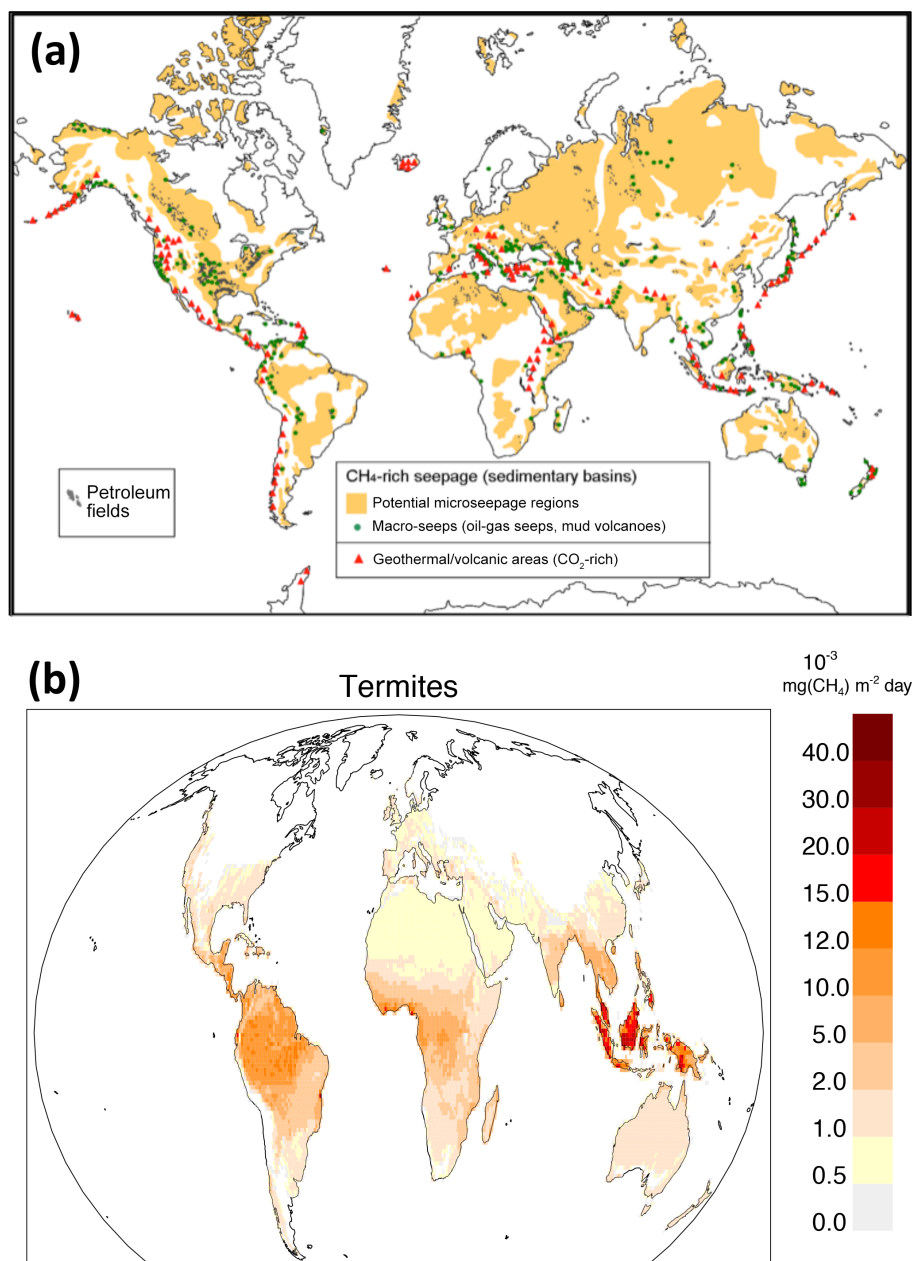 (a)
CH₄-rich seepage (sedimentary basins)
Petroleum
fields
Potential microseepage regions
Macro-seeps (oil-gas seeps, mud volcanoes)
Geothermal/volcanic areas (CO₂-rich)
(b)
Termites
10⁻³
mg(CH₄) m⁻² day
40.0
30.0
20.0
15.0
12.0
10.0
5.0
2.0
1.0
0.5
0.0